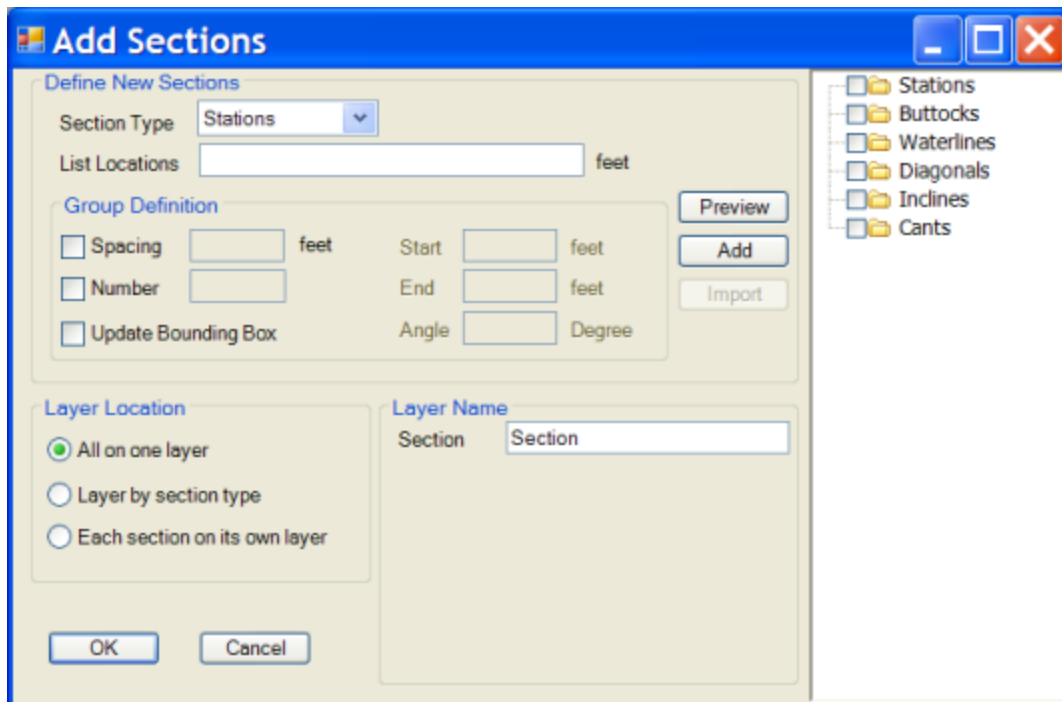 Add Sections
Define New Sections
Section Type Stations
List Locations feet
Group Definition
Spacing feet Start feet
Number End feet
Update Bounding Box Angle Degree
Preview
Add
Import
Layer Location
All on one layer
Layer by section type
Each section on its own layer
Layer Name
Section Section
OK Cancel
Stations
Buttocks
Waterlines
Diagonals
Inclines
Cants